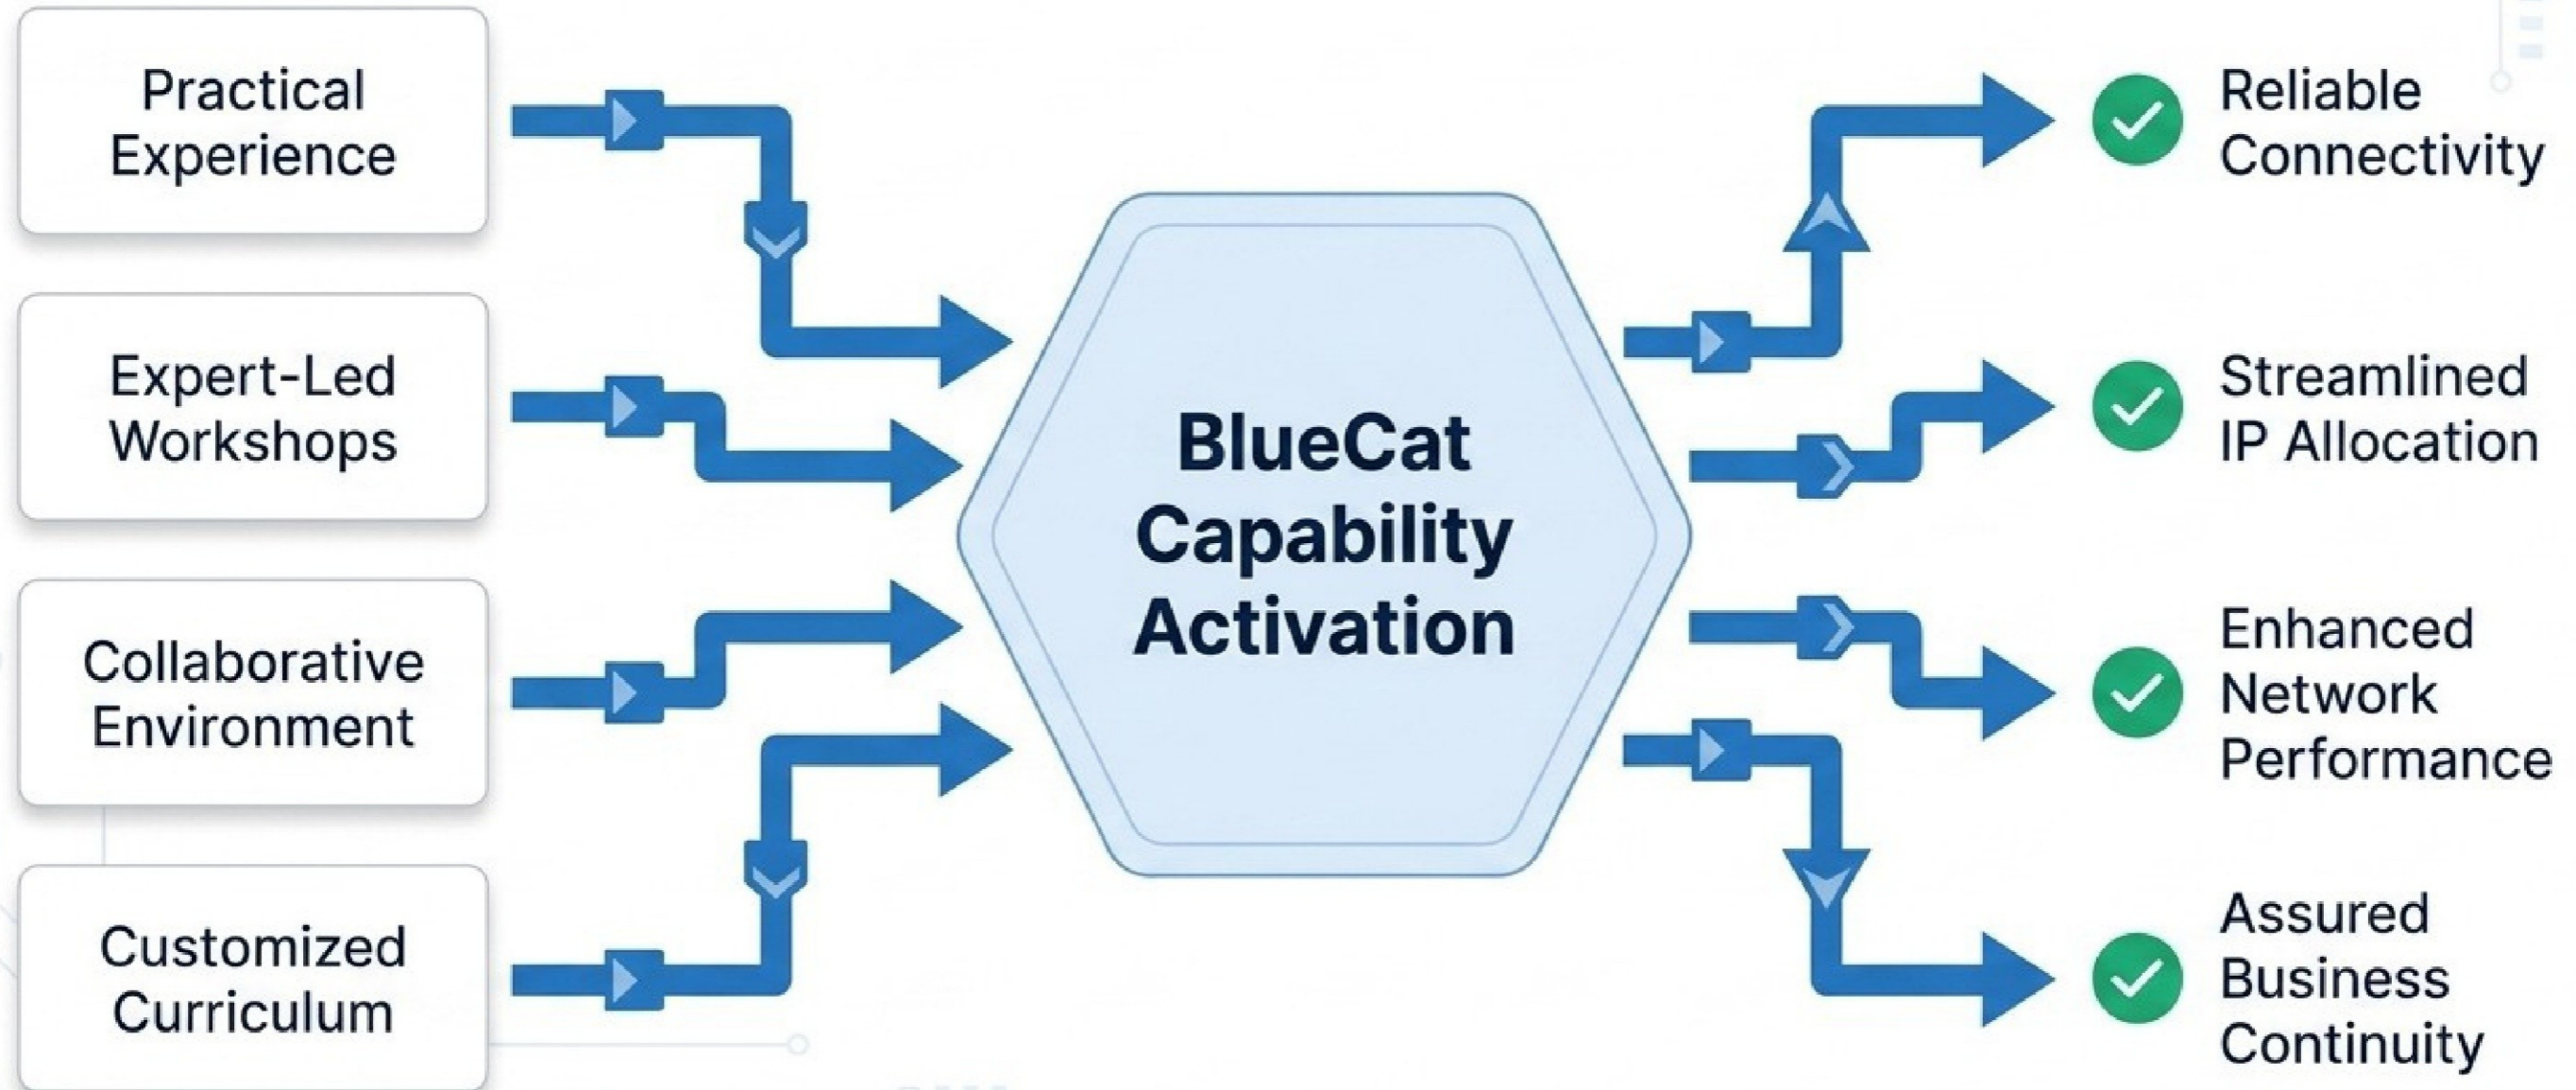 Practical
Experience
Expert-Led
Workshops
Collaborative
Environment
Customized
Curriculum
BlueCat
Capability
Activation
Reliable
Connectivity
Streamlined
IP Allocation
Enhanced
Network
Performance
Assured
Business
Continuity